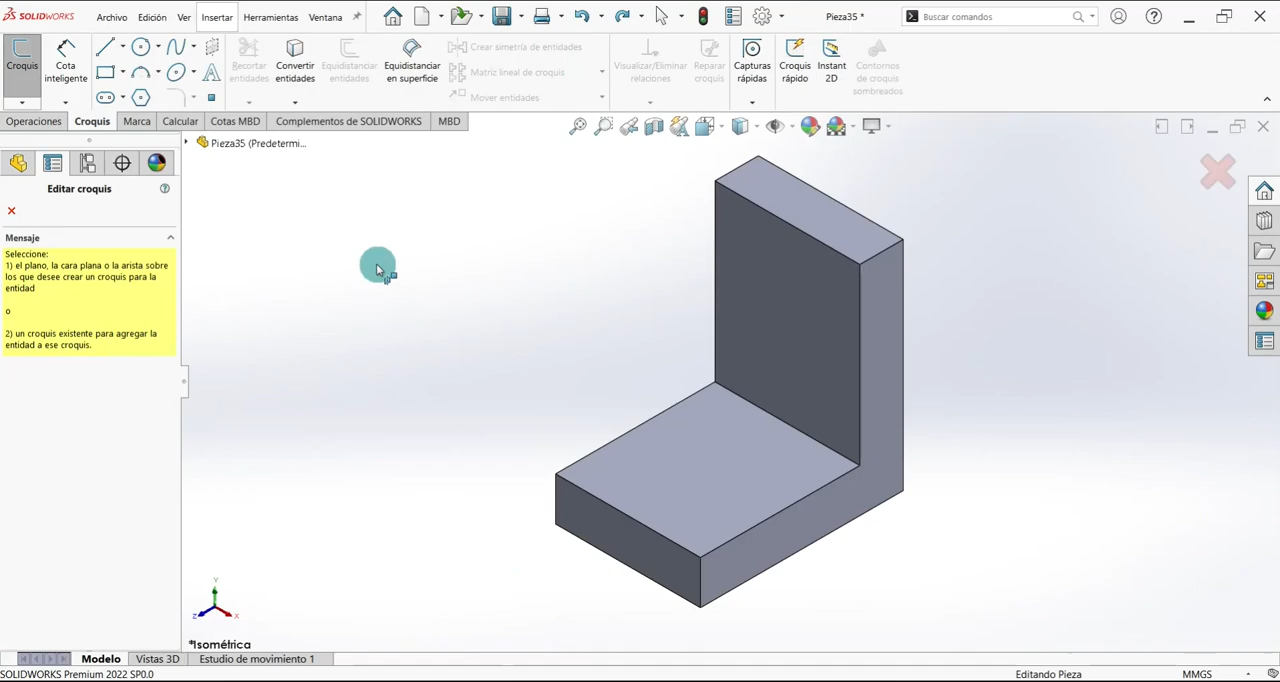 SOLIDWORKS
Archivo Edición Ver Insertar Herramientas Ventana
Pieza35 *
Buscar comandos
Croquis
Cota inteligente
Recortar entidades
Convertir entidades
Equidistanciar entidades
Equidistanciar en superficie
Crear simetría de entidades
Matriz lineal de croquis
Mover entidades
Visualizar/Eliminar relaciones
Reparar croquis
Capturas rápidas
Croquis rápido
Instant 2D
Contornos de croquis sombreados
Operaciones Croquis Marca Calcular Cotas MBD Complementos de SOLIDWORKS MBD
Pieza35 (Predetermi...
Editar croquis
Mensaje
Seleccione:
1) el plano, la cara plana o la arista sobre
los que desee crear un croquis para la
entidad
o
2) un croquis existente para agregar la
entidad a ese croquis.
Y
Z
X
*Isométrica
Modelo Vistas 3D Estudio de movimiento 1
SOLIDWORKS Premium 2022 SP0.0
Editando Pieza
MMGS